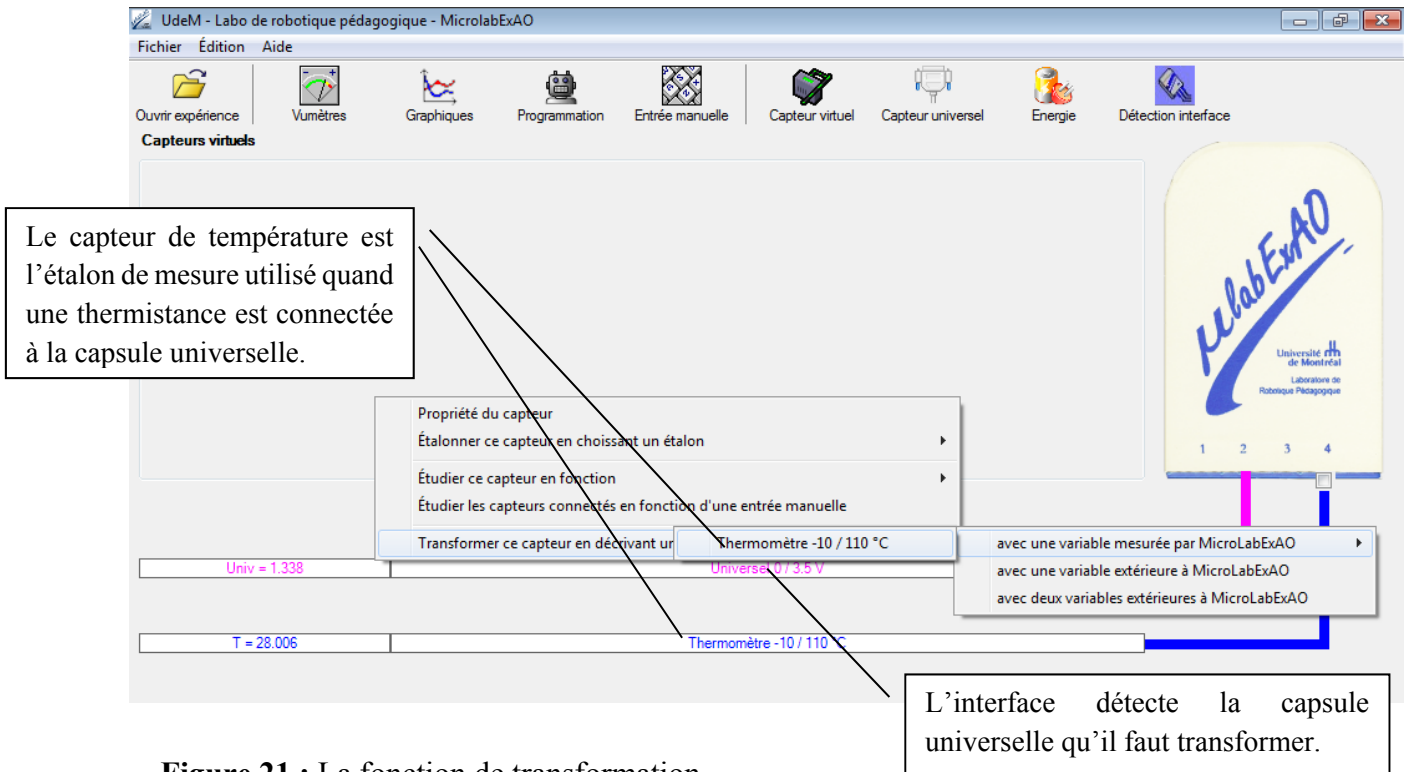 UdeM - Labo de robotique pédagogique - MicrolabExAO
Fichier Édition Aide
Ouvrir expérience Vumètres Graphiques Programmation Entrée manuelle Capteur virtuel Capteur universel Energie Détection interface
Capteurs virtuels
Le capteur de température est
l’étalon de mesure utilisé quand
une thermistance est connectée
à la capsule universelle.
µlabExAO
Université
de Montréal
Laboratoire de
Robotique Pédagogique
1 2 3 4
Propriété du capteur
Étalonner ce capteur en choissant un étalon
Étudier ce capteur en fonction
Étudier les capteurs connectés en fonction d'une entrée manuelle
Transformer ce capteur en décrivant un
Thermomètre -10 / 110 °C
avec une variable mesurée par MicroLabExAO
avec une variable extérieure à MicroLabExAO
avec deux variables extérieures à MicroLabExAO
Univ = 1.338 Universel 0 / 3.5 V
T = 28.006 Thermomètre -10 / 110 °C
L’interface détecte la capsule
universelle qu’il faut transformer.
Figure 21 : La fonction de transformation